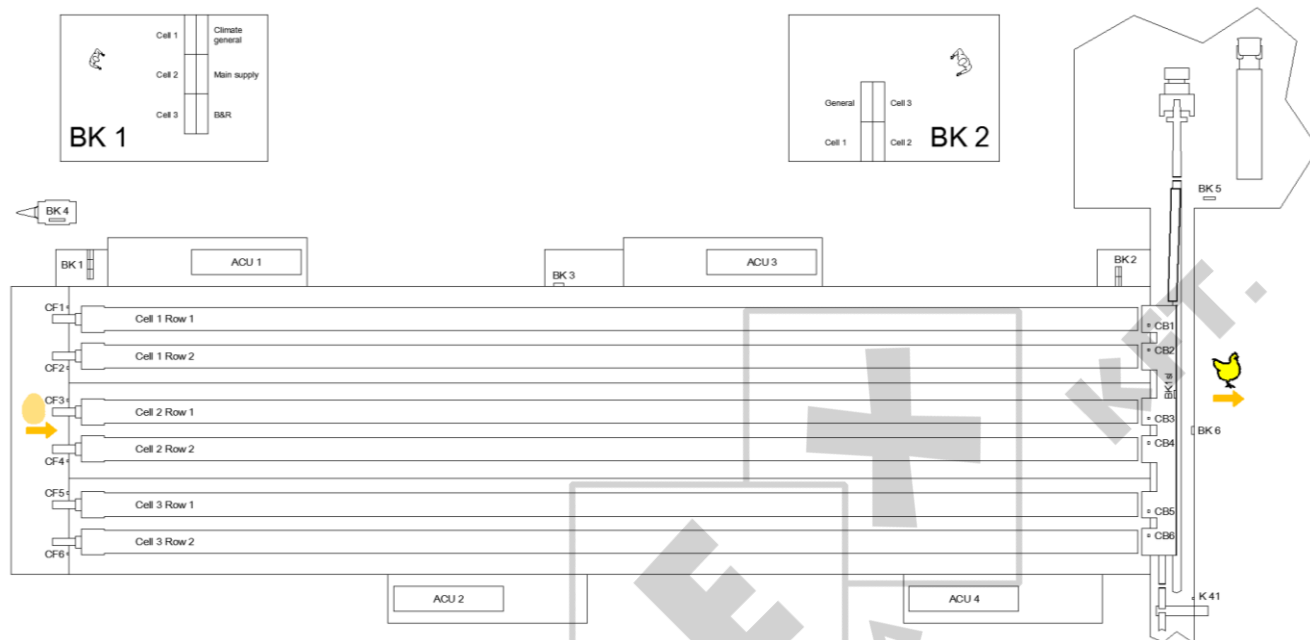 Cell 1
Climate
general
Cell 2
Main supply
Cell 3
B&R
BK 1
General
Cell 3
Cell 1
Cell 2
BK 2
BK 4
BK 5
BK 1
ACU 1
BK 3
ACU 3
BK 2
CF1
Cell 1 Row 1
CB1
CF2
Cell 1 Row 2
CB2
BK1sl
CF3
Cell 2 Row 1
CB3
BK 6
CF4
Cell 2 Row 2
CB4
CF5
Cell 3 Row 1
CB5
CF6
Cell 3 Row 2
CB6
ACU 2
ACU 4
K 41
KFT.